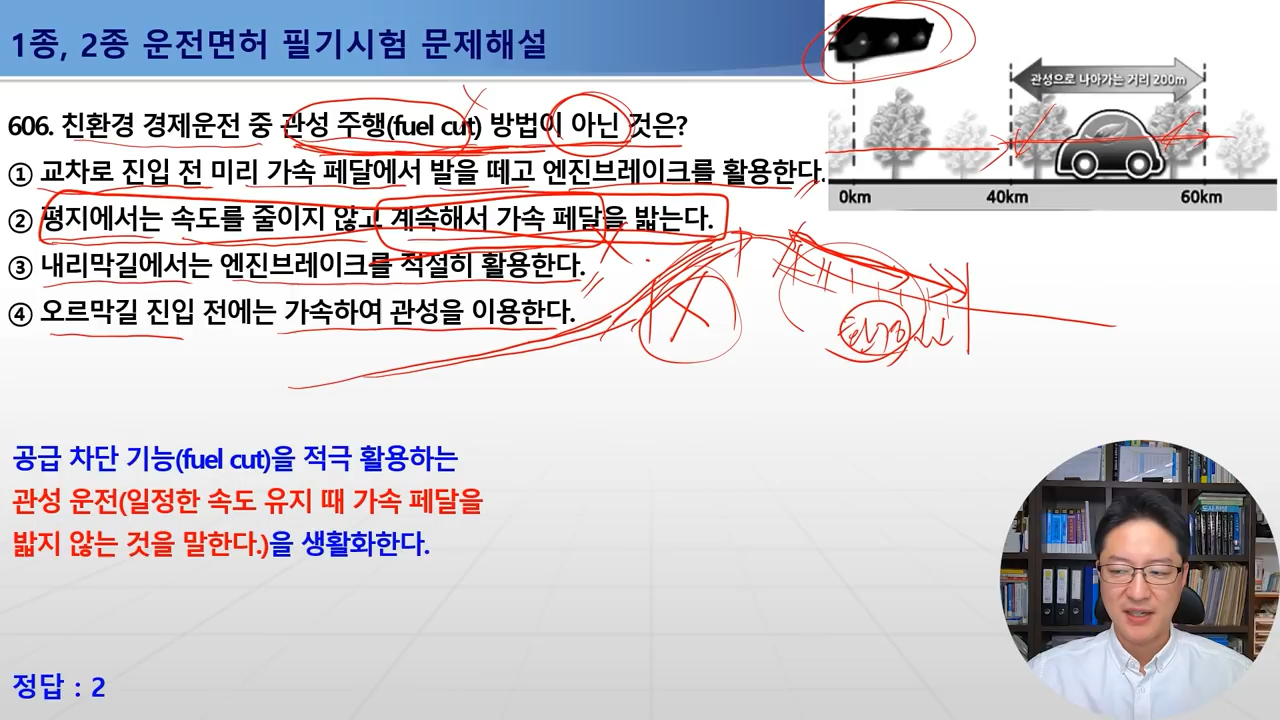 1종, 2종 운전면허 필기시험 문제해설
606. 친환경 경제운전 중 관성 주행(fuel cut) 방법이 아닌 것은?
① 교차로 진입 전 미리 가속 페달에서 발을 떼고 엔진브레이크를 활용한다.
② 평지에서는 속도를 줄이지 않고 계속해서 가속 페달을 밟는다.
③ 내리막길에서는 엔진브레이크를 적절히 활용한다.
④ 오르막길 진입 전에는 가속하여 관성을 이용한다.
관성으로 나아가는 거리 200m
0km 40km 60km
공급 차단 기능(fuel cut)을 적극 활용하는
관성 운전(일정한 속도 유지 때 가속 페달을
밟지 않는 것을 말한다.)을 생활화한다.
정답 : 2